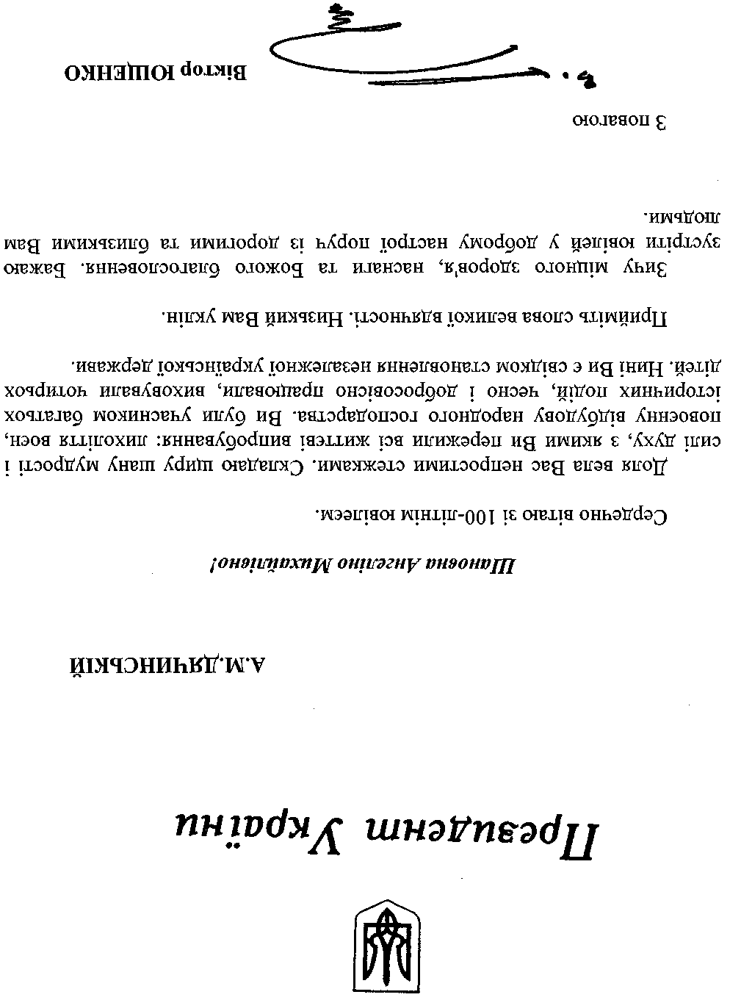 Президент України
А.М.ДЯЧИНСЬКІЙ
Шановна Ангеліно Михайлівно!
Сердечно вітаю зі 100-літнім ювілеєм.
Доля вела Вас непростими стежками. Складаю щиру шану мудрості і
силі духу, з якими Ви пережили всі життєві випробування: лихоліття воєн,
повоєнну відбудову народного господарства. Ви були учасником багатьох
історичних подій, чесно і добросовісно працювали, виховували чотирьох
дітей. Нині Ви є свідком становлення незалежної української держави.
Прийміть слова великої вдячності. Низький Вам уклін.
Зичу міцного здоров'я, наснаги та Божого благословення. Бажаю
зустріти ювілей у доброму настрої поруч із дорогими та близькими Вам
людьми.
З повагою
Віктор ЮЩЕНКО